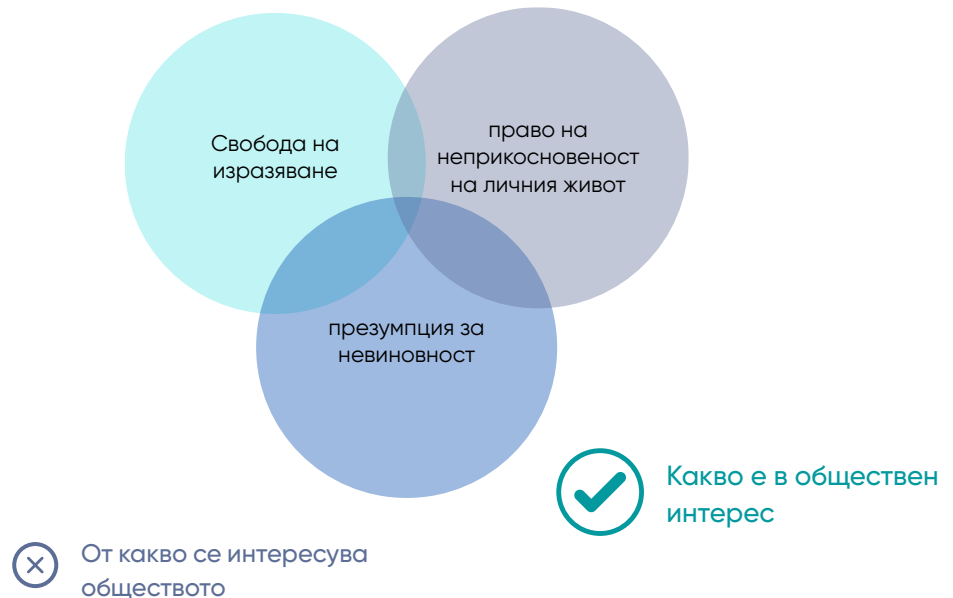 Свобода на
изразяване
право на
неприкосновеност
на личния живот
презумпция за
невиновност
Какво е в обществен
интерес
От какво се интересува
обществото